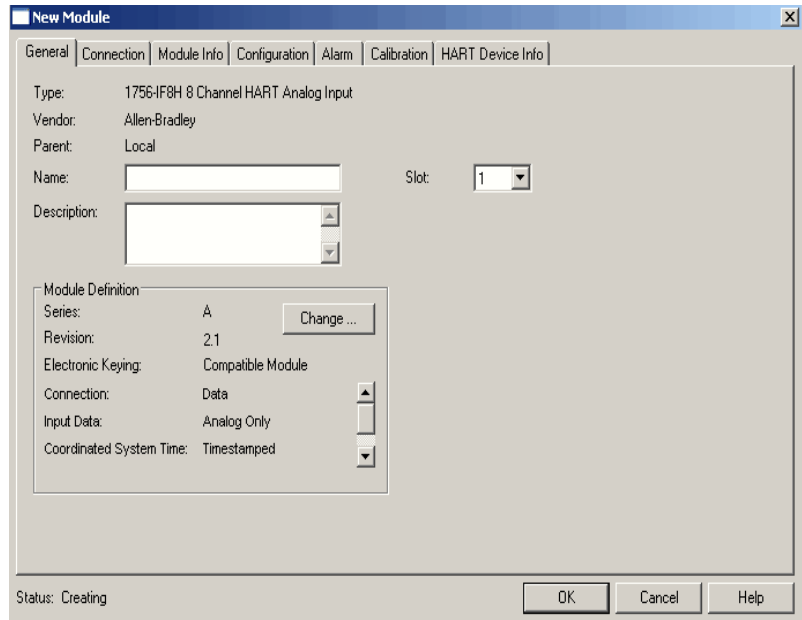 New Module
General Connection Module Info Configuration Alarm Calibration HART Device Info
Type: 1756-IF8H 8 Channel HART Analog Input
Vendor: Allen-Bradley
Parent: Local
Name: Slot: 1
Description:
Module Definition
Series: A Change ...
Revision: 2.1
Electronic Keying: Compatible Module
Connection: Data
Input Data: Analog Only
Coordinated System Time: Timestamped
Status: Creating OK Cancel Help